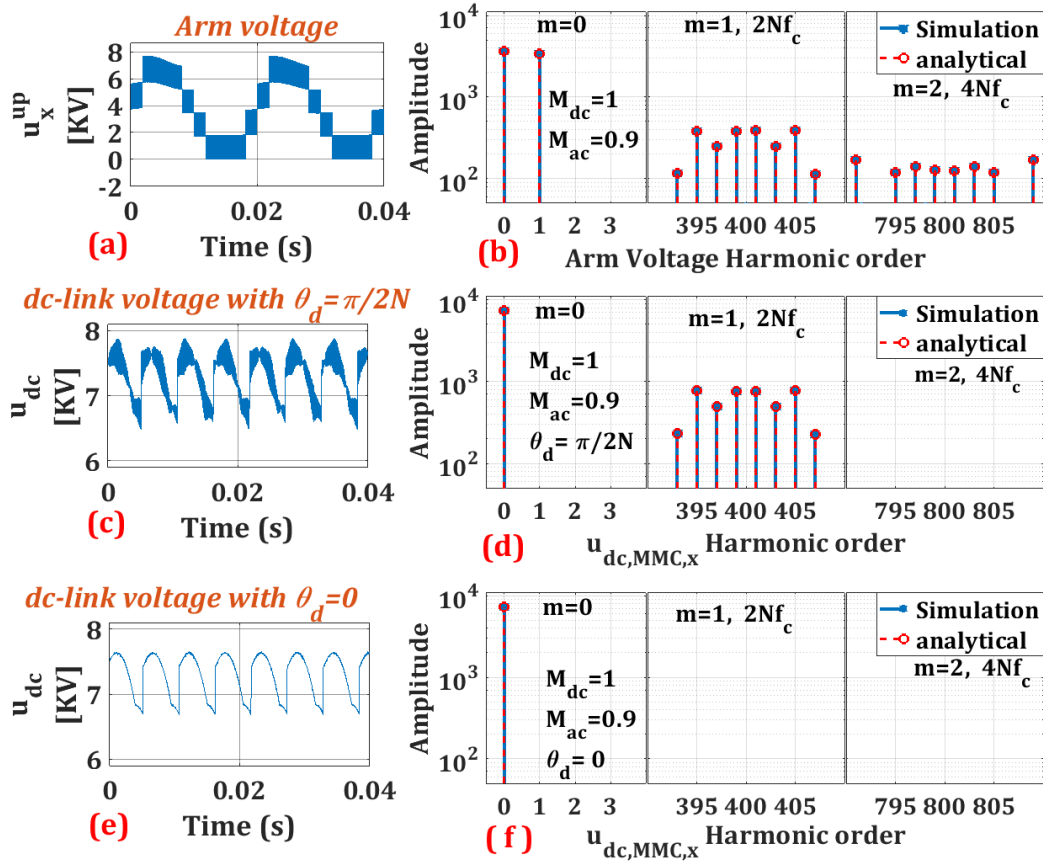 Arm voltage
u_x^up
[KV]
8
6
4
2
0
-2
0
0.02
0.04
(a)
Time (s)
10^4
10^3
10^2
Amplitude
m=0
M_dc=1
M_ac=0.9
m=1, 2Nf_c
Simulation
analytical
m=2, 4Nf_c
0 1 2 3
395 400 405
795 800 805
(b)
Arm Voltage Harmonic order
dc-link voltage with θ_d=π/2N
u_dc
[KV]
8
7
6
0
0.02
0.04
(c)
Time (s)
10^4
10^3
10^2
Amplitude
m=0
M_dc=1
M_ac=0.9
θ_d= π/2N
m=1, 2Nf_c
Simulation
analytical
m=2, 4Nf_c
0 1 2 3
395 400 405
795 800 805
(d)
u_dc,MMC,x Harmonic order
dc-link voltage with θ_d=0
u_dc
[KV]
8
7
6
0
0.02
0.04
(e)
Time (s)
10^4
10^3
10^2
Amplitude
m=0
M_dc=1
M_ac=0.9
θ_d= 0
m=1, 2Nf_c
Simulation
analytical
m=2, 4Nf_c
0 1 2 3
395 400 405
795 800 805
( f )
u_dc,MMC,x Harmonic order